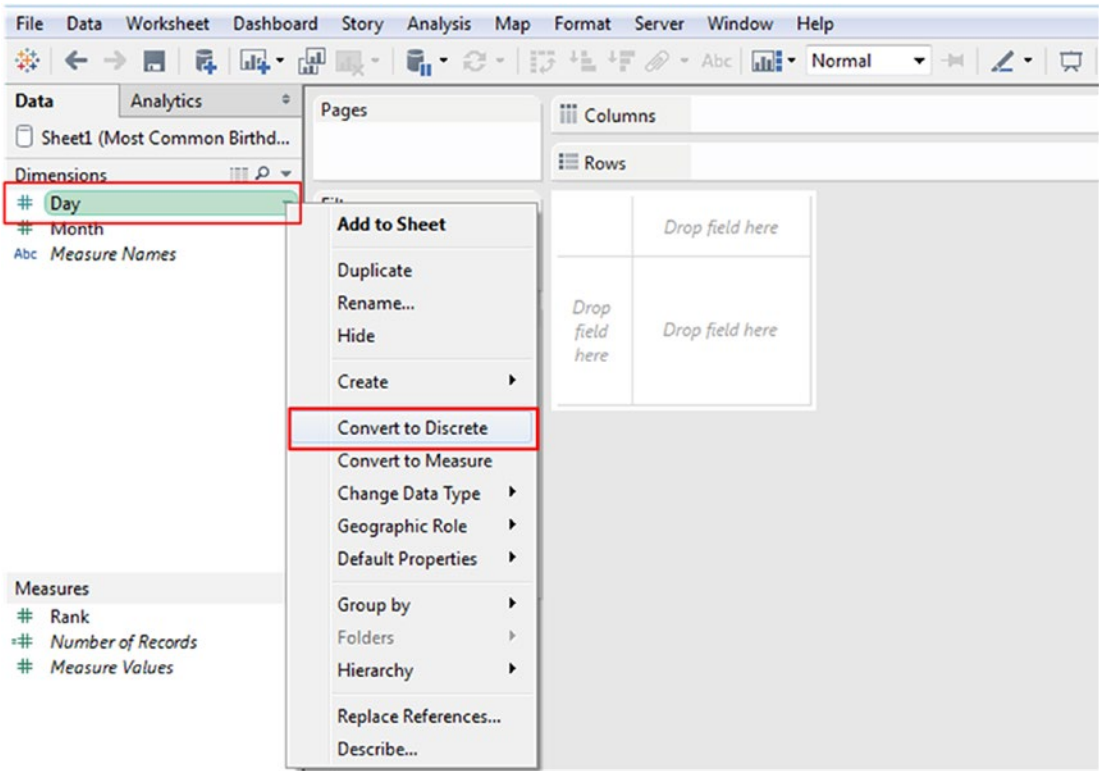 File Data Worksheet Dashboard Story Analysis Map Format Server Window Help
Abc Normal
Data Analytics
Sheet1 (Most Common Birthd...
Dimensions
# Day
# Month
Abc Measure Names
Measures
# Rank
=# Number of Records
# Measure Values
Pages
Columns
Rows
Add to Sheet
Duplicate
Rename...
Hide
Create
Convert to Discrete
Convert to Measure
Change Data Type
Geographic Role
Default Properties
Group by
Folders
Hierarchy
Replace References...
Describe...
Drop field here
Drop
field
here
Drop field here